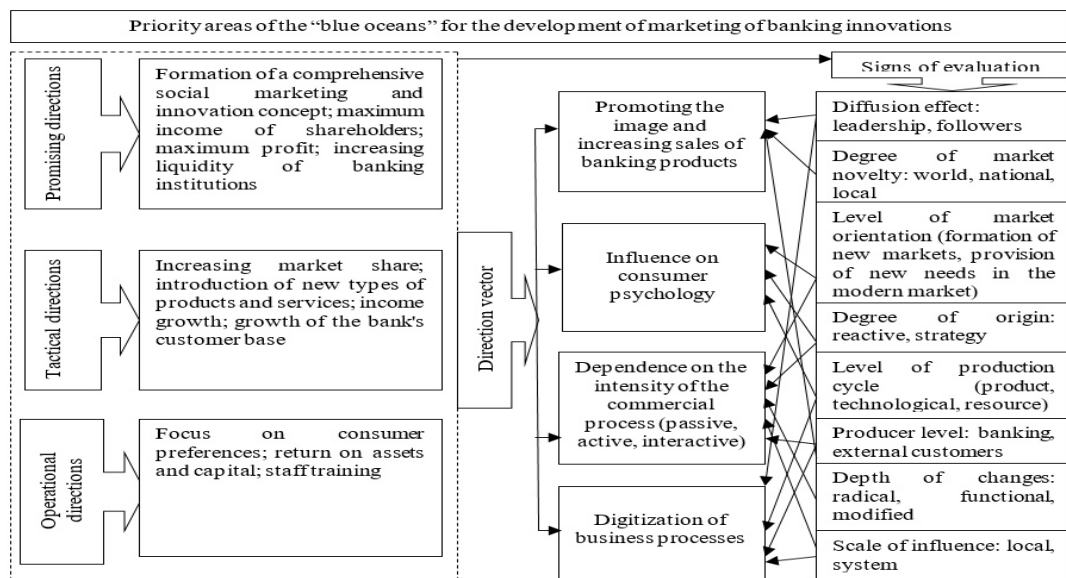 Priority areas of the “blue oceans” for the development of marketing of banking innovations
Promising directions
Formation of a comprehensive
social marketing and
innovation concept; maximum
income of shareholders;
maximum profit; increasing
liquidity of banking
institutions
Tactical directions
Increasing market share;
introduction of new types of
products and services; income
growth; growth of the bank's
customer base
Operational
directions
Focus on consumer
preferences; return on assets
and capital; staff training
Direction vector
Promoting the
image and
increasing sales of
banking products
Influence on
consumer
psychology
Dependence on the
intensity of the
commercial
process (passive,
active, interactive)
Digitization of
business processes
Signs of evaluation
Diffusion effect:
leadership, followers
Degree of market
novelty: world, national,
local
Level of market
orientation (formation of
new markets, provision
of new needs in the
modern market)
Degree of origin:
reactive, strategy
Level of production
cycle (product,
technological, resource)
Producer level: banking,
external customers
Depth of changes:
radical, functional,
modified
Scale of influence: local,
system